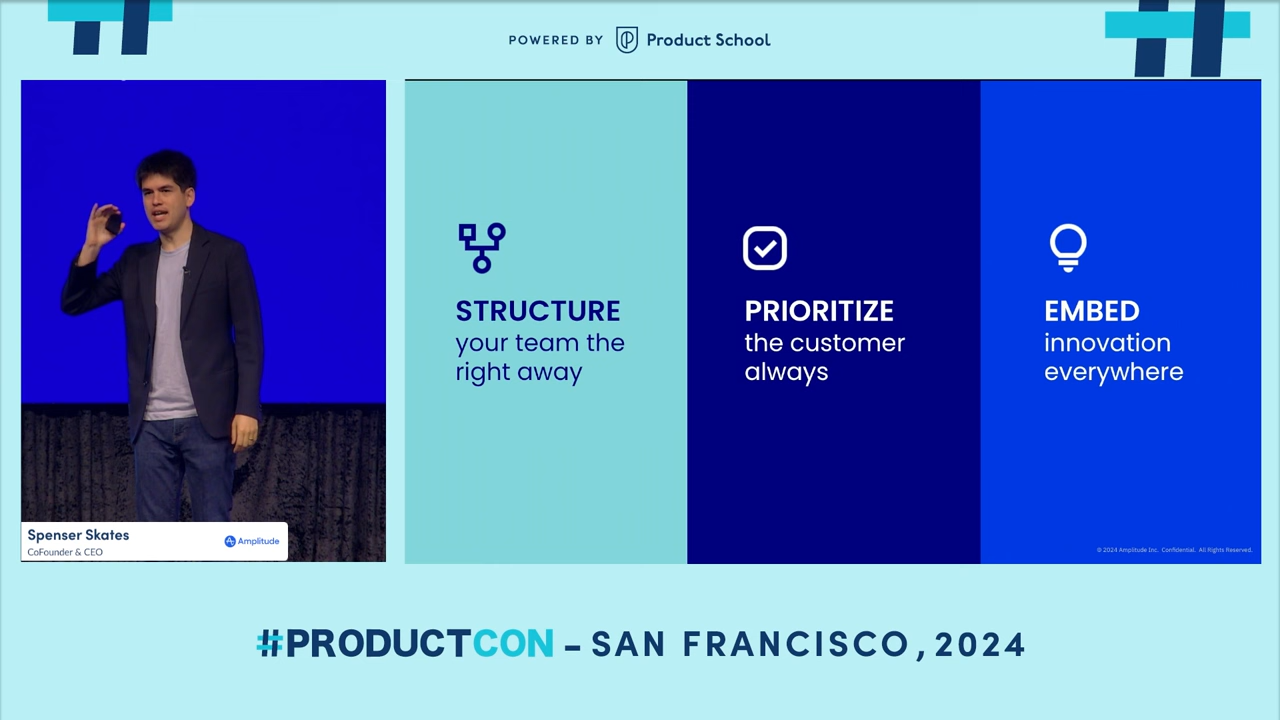 POWERED BY Product School
STRUCTURE
your team the
right away
PRIORITIZE
the customer
always
EMBED
innovation
everywhere
© 2024 Amplitude Inc. Confidential. All Rights Reserved.
Spenser Skates
CoFounder & CEO
Amplitude
#PRODUCTCON – SAN FRANCISCO, 2024